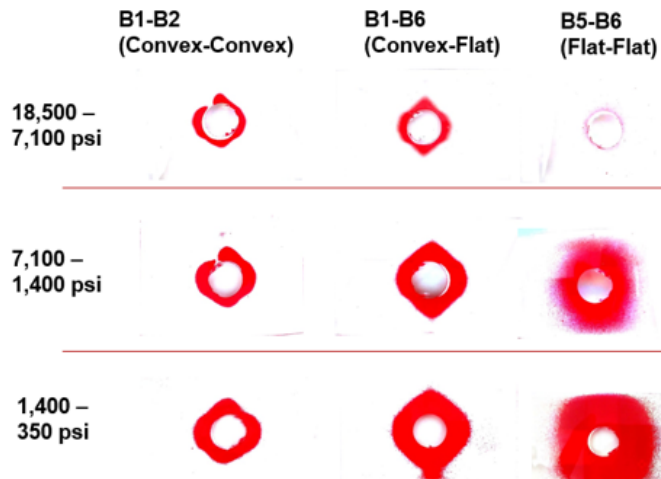 B1-B2
(Convex-Convex)
B1-B6
(Convex-Flat)
B5-B6
(Flat-Flat)
18,500 –
7,100 psi
7,100 –
1,400 psi
1,400 –
350 psi